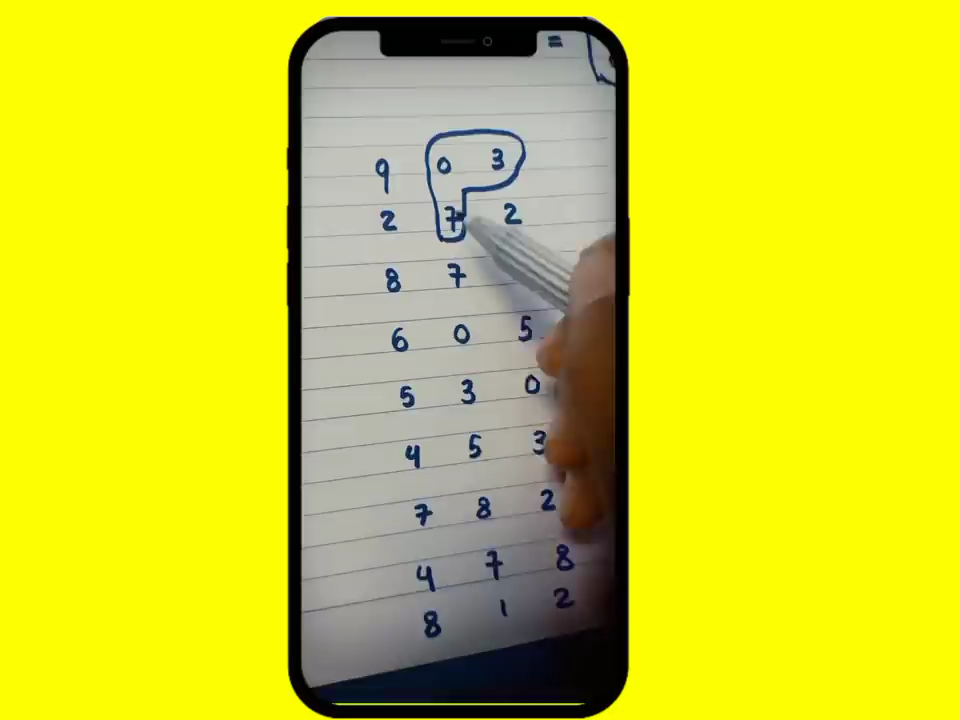 =
9 0 3
2 7 2
8 7
6 0 5
5 3 0
4 5 3
7 8 2
4 7 8
8 1 2